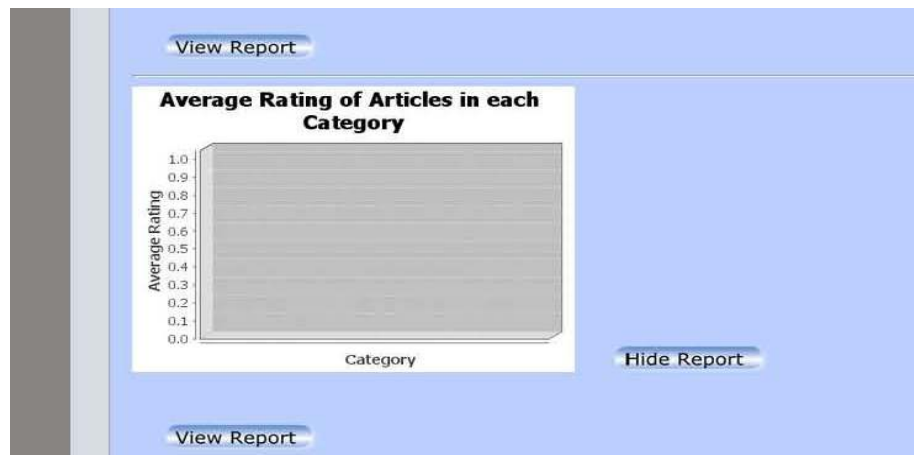 View Report
Average Rating of Articles in each
Category
1.0
0.9
0.8
0.7
0.6
0.5
0.4
0.3
0.2
0.1
0.0
Average Rating
Category
Hide Report
View Report